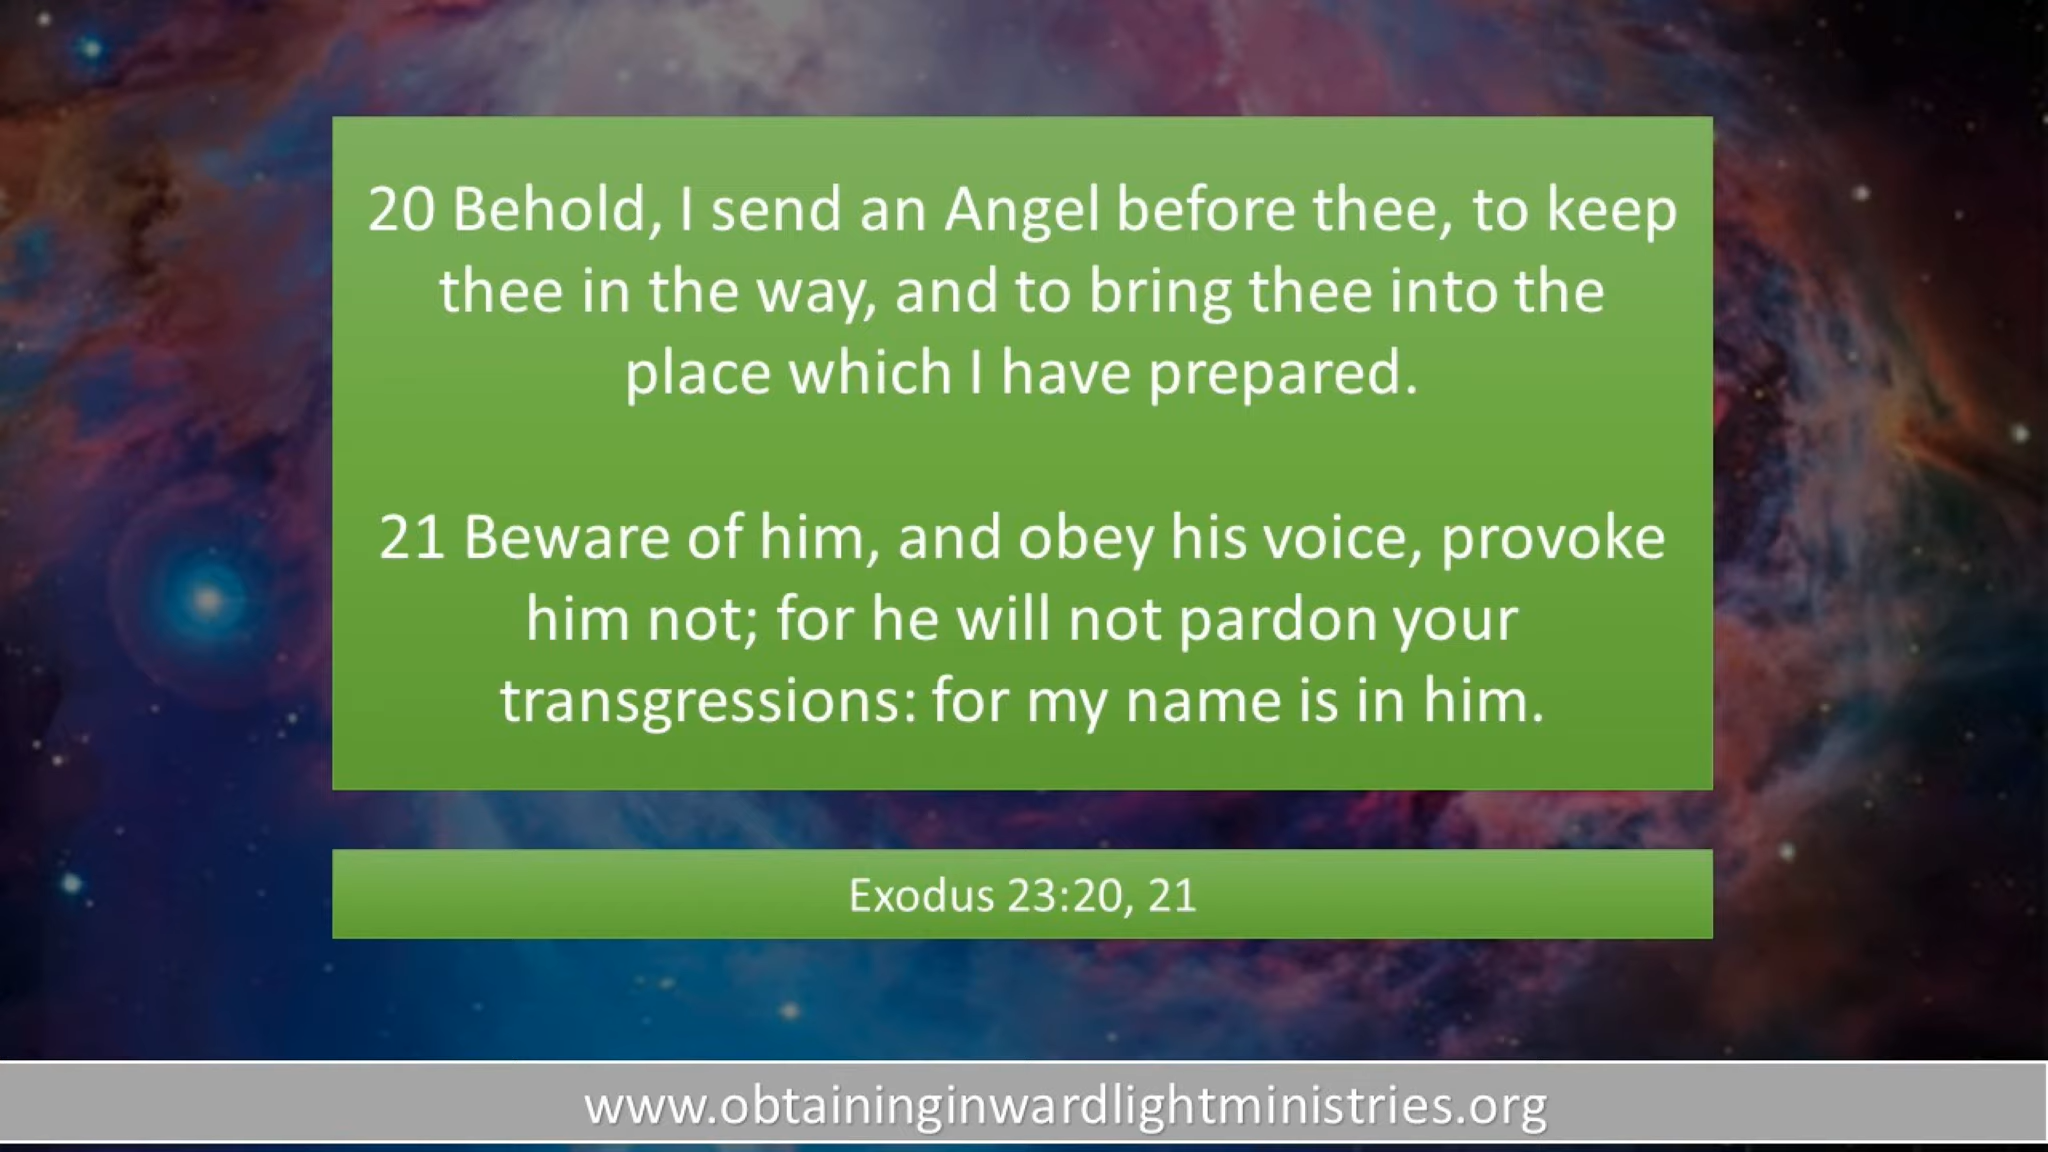 20 Behold, I send an Angel before thee, to keep
thee in the way, and to bring thee into the
place which I have prepared.
21 Beware of him, and obey his voice, provoke
him not; for he will not pardon your
transgressions: for my name is in him.
Exodus 23:20, 21
www.obtaininginwardlightministries.org